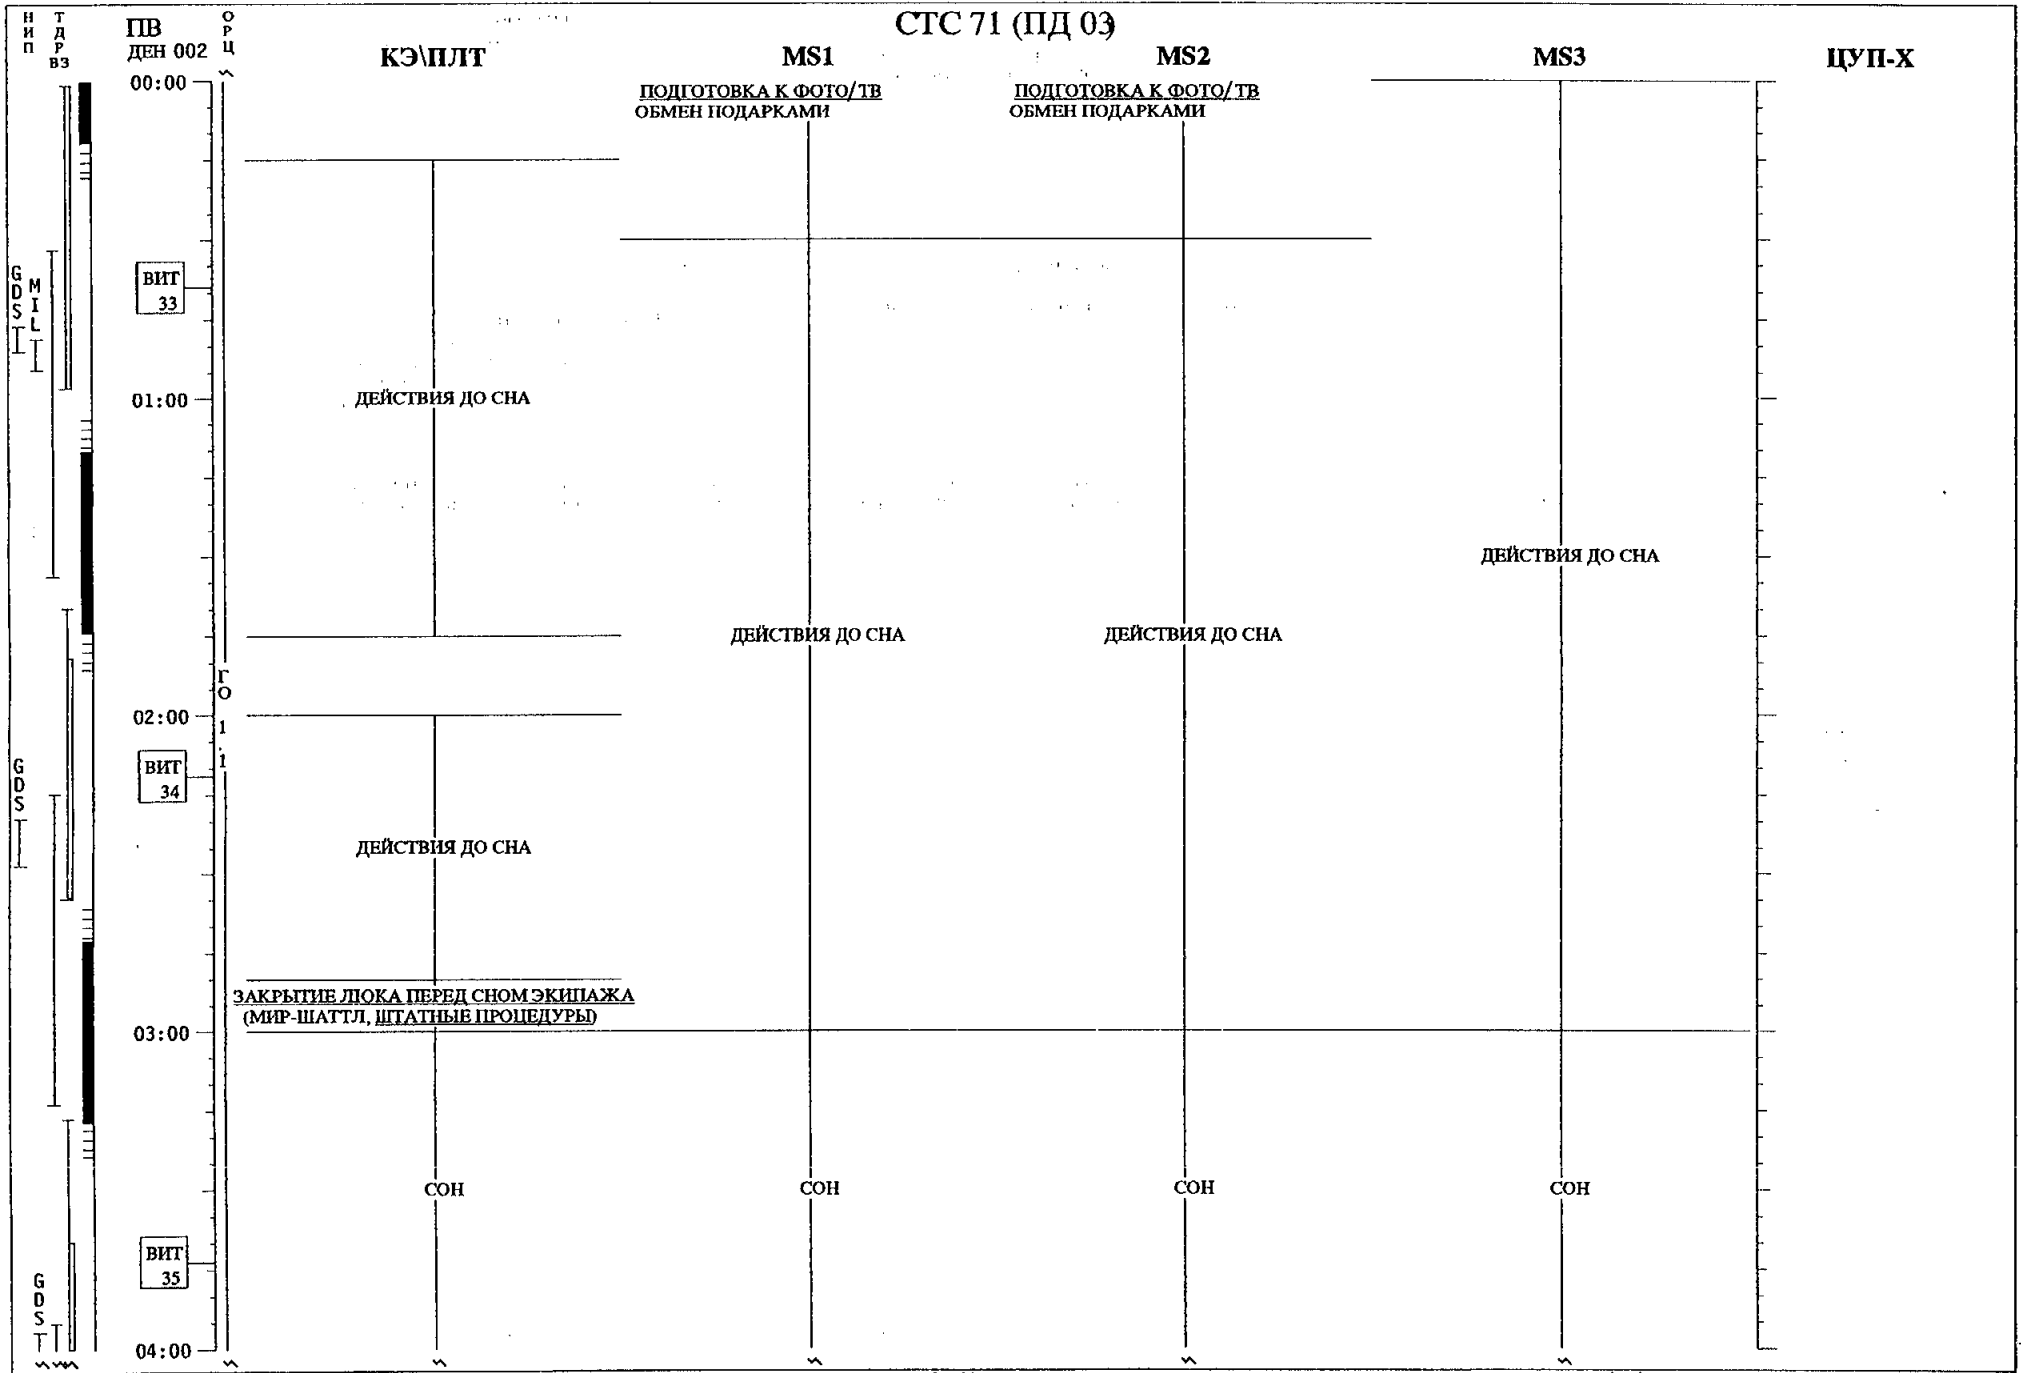 СТС 71 (ПД 03)
НИП
ТДР
ВЗ
ПВ
ДЕН 002
ОРЦ
КЭ\ПЛТ
MS1
MS2
MS3
ЦУП-Х
00:00
ПОДГОТОВКА К ФОТО/ТВ
ОБМЕН ПОДАРКАМИ
ПОДГОТОВКА К ФОТО/ТВ
ОБМЕН ПОДАРКАМИ
GDS
MIL
ВИТ
33
01:00
ДЕЙСТВИЯ ДО СНА
ДЕЙСТВИЯ ДО СНА
ДЕЙСТВИЯ ДО СНА
ДЕЙСТВИЯ ДО СНА
ГО 1.1
02:00
GDS
ВИТ
34
ДЕЙСТВИЯ ДО СНА
ЗАКРЫТИЕ ЛЮКА ПЕРЕД СНОМ ЭКИПАЖА
(МИР-ШАТТЛ, ШТАТНЫЕ ПРОЦЕДУРЫ)
03:00
СОН
СОН
СОН
СОН
ВИТ
35
GDS
04:00